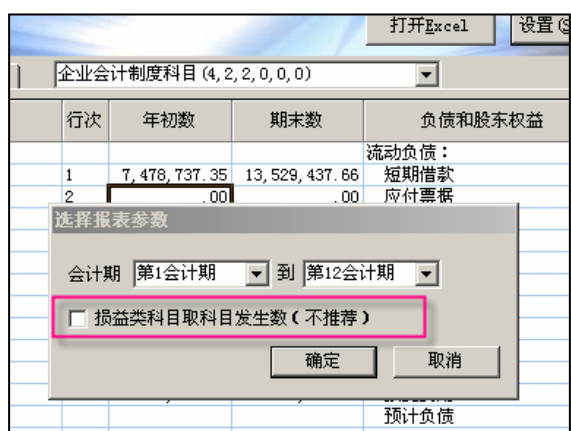 打开Excel 设置(S
企业会计制度科目(4,2,2,0,0,0)
行次 年初数 期末数 负债和股东权益
流动负债：
1 7,478,737.35 13,529,437.66 短期借款
2 .00 .00 应付票据
选择报表参数
会计期 第1会计期 到 第12会计期
损益类科目取科目发生数(不推荐)
确定 取消
预计负债